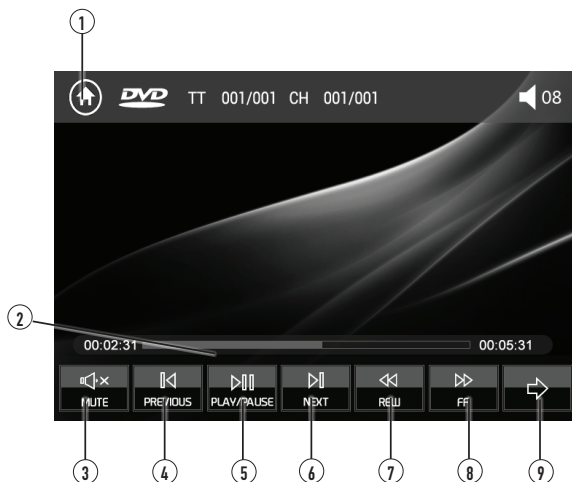 1
DVD TT 001/001 CH 001/001 08
2
00:02:31 00:05:31
MUTE PREVIOUS PLAY/PAUSE NEXT REW FF
3 4 5 6 7 8 9